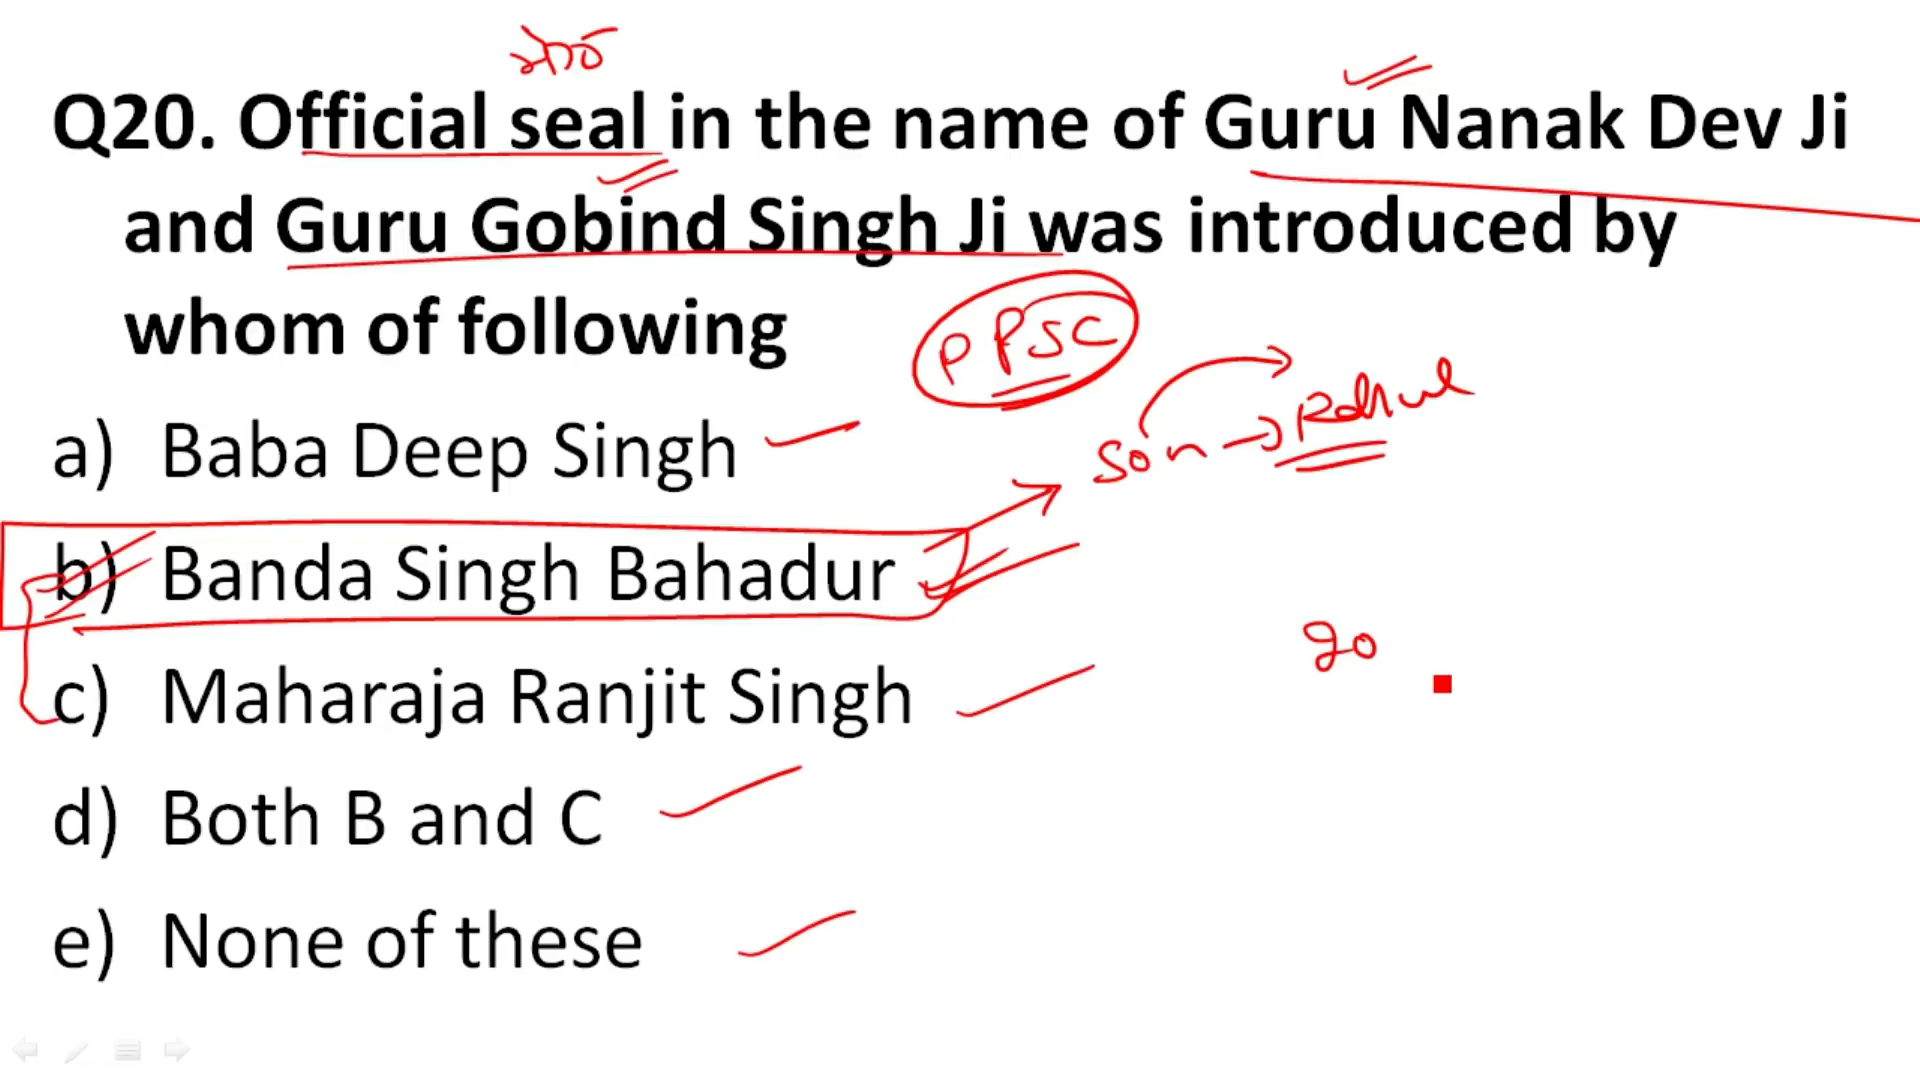 Q20. Official seal in the name of Guru Nanak Dev Ji
and Guru Gobind Singh Ji was introduced by
whom of following
PPSC
son → Rahul
a) Baba Deep Singh
b) Banda Singh Bahadur
20
c) Maharaja Ranjit Singh
d) Both B and C
e) None of these